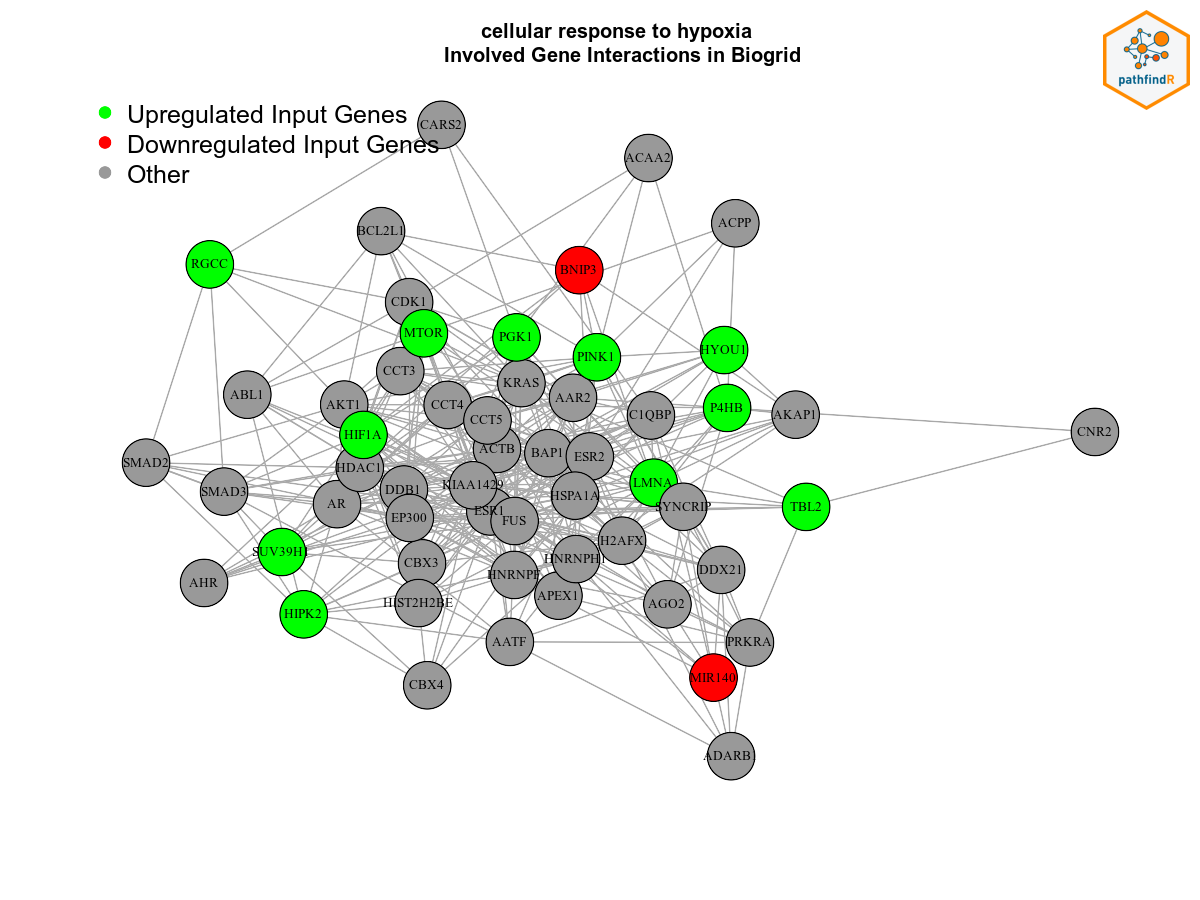 cellular response to hypoxia
Involved Gene Interactions in Biogrid
pathfindR
Upregulated Input Genes
Downregulated Input Genes
Other
CARS2
ACAA2
ACPP
BCL2L1
RGCC
BNIP3
CDK1
MTOR
PGK1
PINK1
HYOU1
CCT3
KRAS
ABL1
AKT1
CCT4
AAR2
P4HB
C1QBP
AKAP1
CCT5
HIF1A
CNR2
ACTB
BAP1
ESR2
SMAD2
HDAC1
SMAD3
DDB1
KIAA1429
LMNA
HSPA1A
AR
ESR1
SYNCRIP
TBL2
EP300
FUS
H2AFX
SUV39H1
CBX3
HNRNPH1
DDX21
HNRNPF
AHR
HIST2H2BE
APEX1
AGO2
HIPK2
AATF
PRKRA
MIR140
CBX4
ADARB